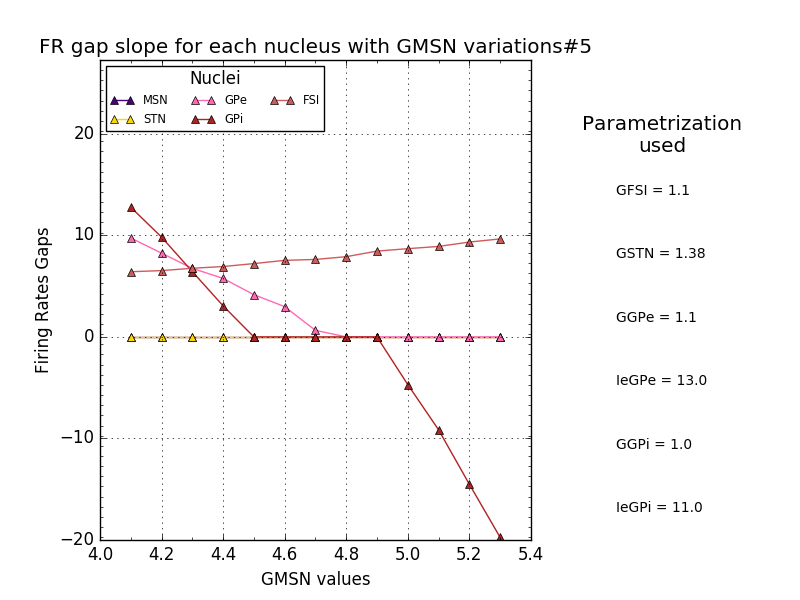 FR gap slope for each nucleus with GMSN variations#5
Nuclei
MSN GPe FSI
STN GPi
20
10
0
−10
−20
Firing Rates Gaps
4.0 4.2 4.4 4.6 4.8 5.0 5.2 5.4
GMSN values
Parametrization
used
GFSI = 1.1
GSTN = 1.38
GGPe = 1.1
IeGPe = 13.0
GGPi = 1.0
IeGPi = 11.0